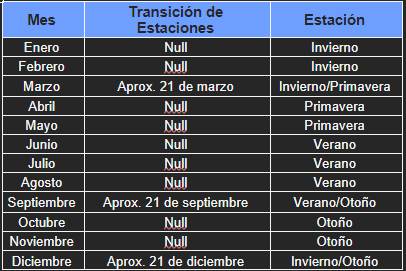 Mes Transición de Estaciones Estación
Enero Null Invierno
Febrero Null Invierno
Marzo Aprox. 21 de marzo Invierno/Primavera
Abril Null Primavera
Mayo Null Primavera
Junio Null Verano
Julio Null Verano
Agosto Null Verano
Septiembre Aprox. 21 de septiembre Verano/Otoño
Octubre Null Otoño
Noviembre Null Otoño
Diciembre Aprox. 21 de diciembre Invierno/Otoño